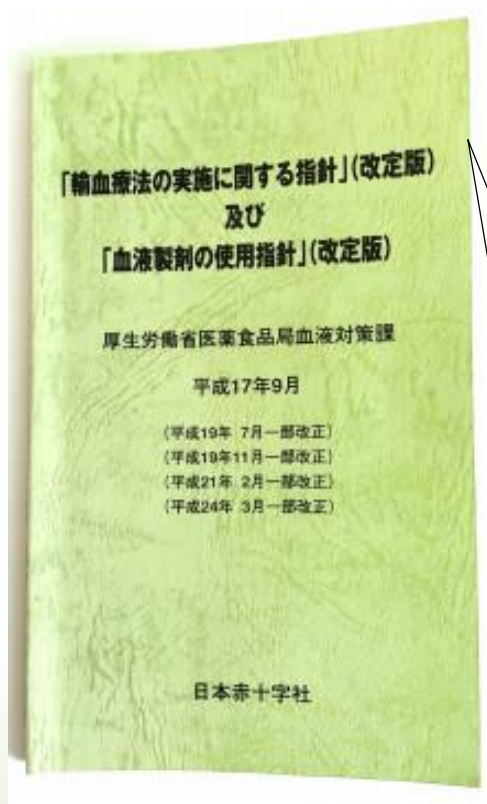 「輸血療法の実施に関する指針」(改定版)
及び
「血液製剤の使用指針」(改定版)
厚生労働省医薬食品局血液対策課
平成17年9月
(平成19年 7月一部改正)
(平成19年11月一部改正)
(平成21年 2月一部改正)
(平成24年 3月一部改正)
日本赤十字社